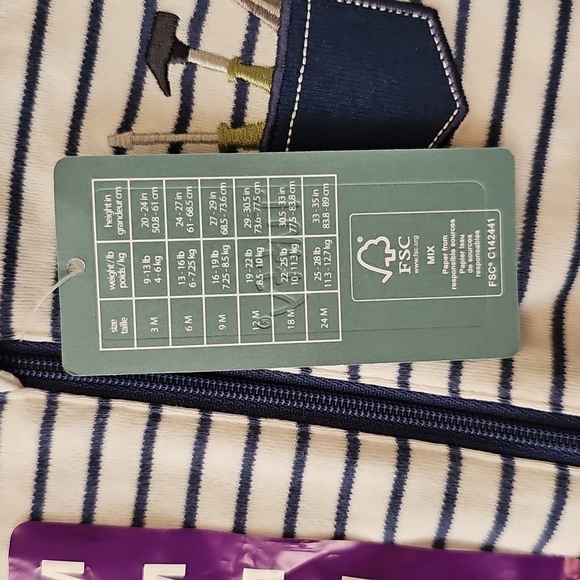 size
taille
weight / lb
poids / kg
height in
grandeur cm
3 M
9 - 13 lb
4 - 6 kg
20 - 24 in
50.8 - 61 cm
6 M
13 - 16 lb
6 - 7.25 kg
24 - 27 in
61 - 68.5 cm
9 M
16 - 19 lb
7.25 - 8.5 kg
27 - 29 in
68.5 - 73.6 cm
12 M
19 - 22 lb
8.5 - 10 kg
29 - 30.5 in
73.6 - 77.5 cm
18 M
22 - 25 lb
10 - 11.3 kg
30.5 - 33 in
77.5 - 83.8 cm
24 M
25 - 28 lb
11.3 - 12.7 kg
33 - 35 in
83.8 - 89 cm
FSC
www.fsc.org
MIX
Paper from
responsible sources
Papier issu
de sources
responsables
FSC® C142441